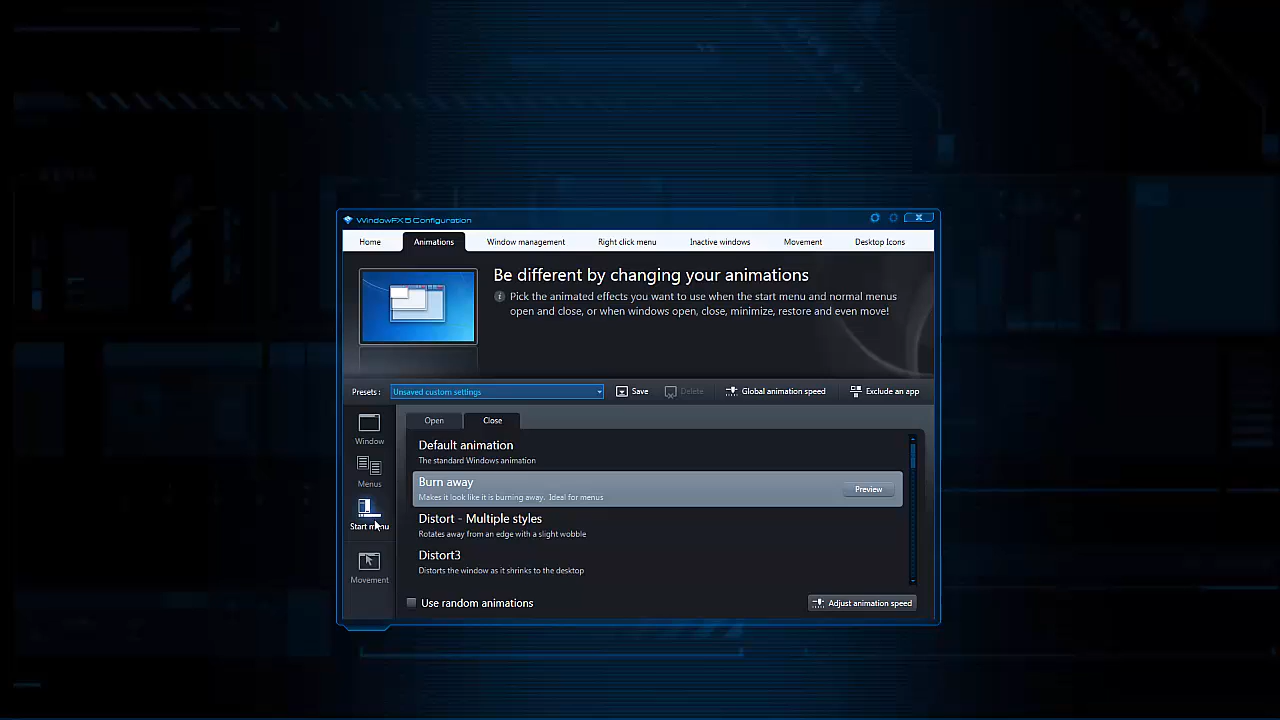 WindowFX 5 Configuration
Home
Animations
Window management
Right click menu
Inactive windows
Movement
Desktop Icons
Be different by changing your animations
Pick the animated effects you want to use when the start menu and normal menus
open and close, or when windows open, close, minimize, restore and even move!
Presets :
Unsaved custom settings
Save
Delete
Global animation speed
Exclude an app
Window
Menus
Start menu
Movement
Open
Close
Default animation
The standard Windows animation
Burn away
Makes it look like it is burning away.  Ideal for menus
Preview
Distort - Multiple styles
Rotates away from an edge with a slight wobble
Distort3
Distorts the window as it shrinks to the desktop
Use random animations
Adjust animation speed